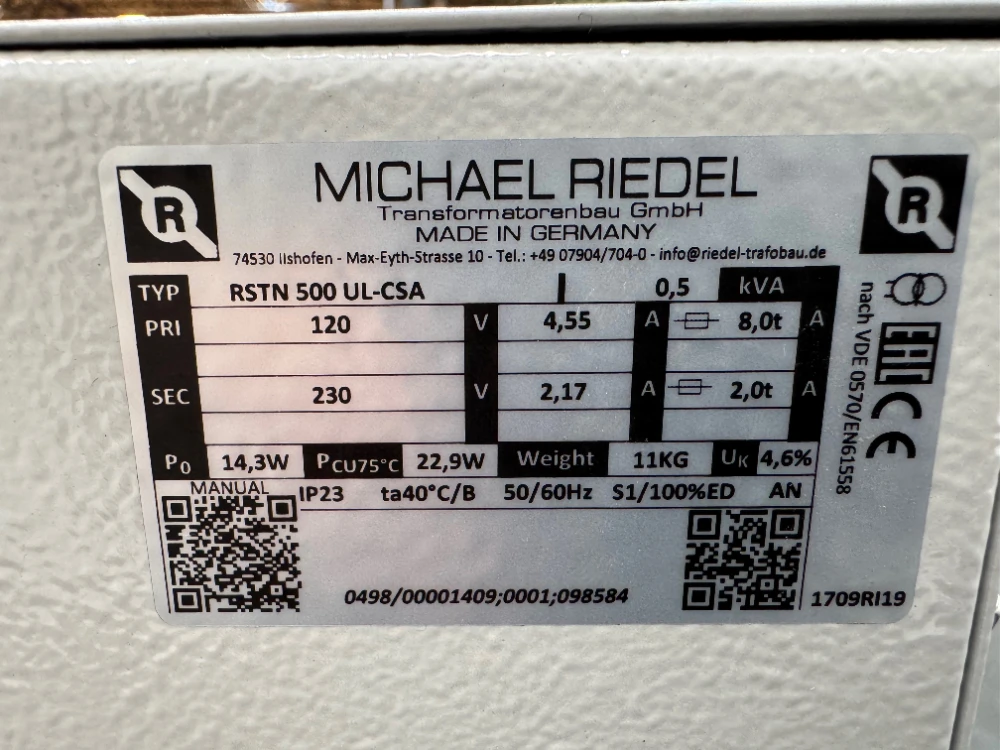 R MICHAEL RIEDEL R
Transformatorenbau GmbH
MADE IN GERMANY
74530 Ilshofen - Max-Eyth-Strasse 10 - Tel.: +49 07904/704-0 - info@riedel-trafobau.de
TYP RSTN 500 UL-CSA I 0,5 kVA
PRI 120 V 4,55 A 8,0t A
SEC 230 V 2,17 A 2,0t A
P0 14,3W PCU75°C 22,9W Weight 11KG UK 4,6%
MANUAL IP23 ta40°C/B 50/60Hz S1/100%ED AN
0498/00001409;0001;098584
1709RI19
nach VDE 0570/EN61558
EAC
CE